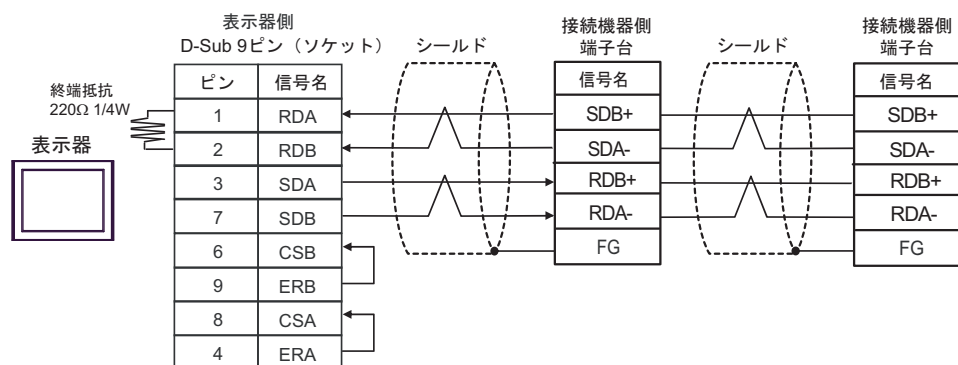 表示器側
D-Sub 9ピン（ソケット）
シールド
接続機器側
端子台
シールド
接続機器側
端子台
終端抵抗
220Ω 1/4W
表示器
ピン 信号名
1 RDA
2 RDB
3 SDA
7 SDB
6 CSB
9 ERB
8 CSA
4 ERA
信号名
SDB+
SDA-
RDB+
RDA-
FG
信号名
SDB+
SDA-
RDB+
RDA-
FG